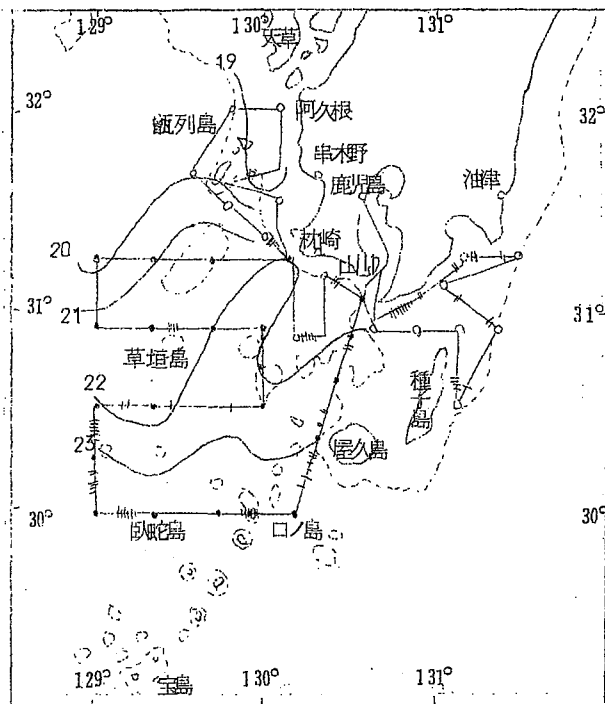 129° 130° 131°
天草
19
32° 32°
甑列島 阿久根
串木野
鹿児島 油津
枕崎
山川
20
21
31° 31°
草垣島
種子島
22
23
屋久島
30° 30°
臥蛇島 口ノ島
129° 130° 131°
宝島